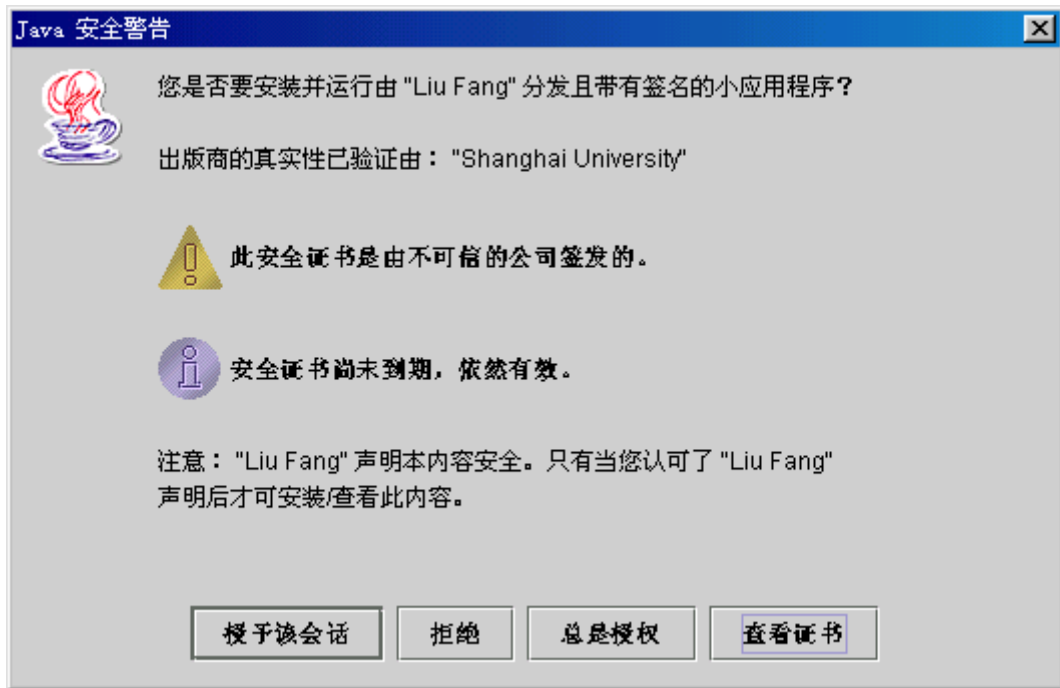 Java 安全警告
您是否要安装并运行由 "Liu Fang" 分发且带有签名的小应用程序？
出版商的真实性已验证由： "Shanghai University"
此安全证书是由不可信的公司签发的。
安全证书尚未到期，依然有效。
注意： "Liu Fang" 声明本内容安全。只有当您认可了 "Liu Fang"
声明后才可安装/查看此内容。
授予该会话 拒绝 总是授权 查看证书